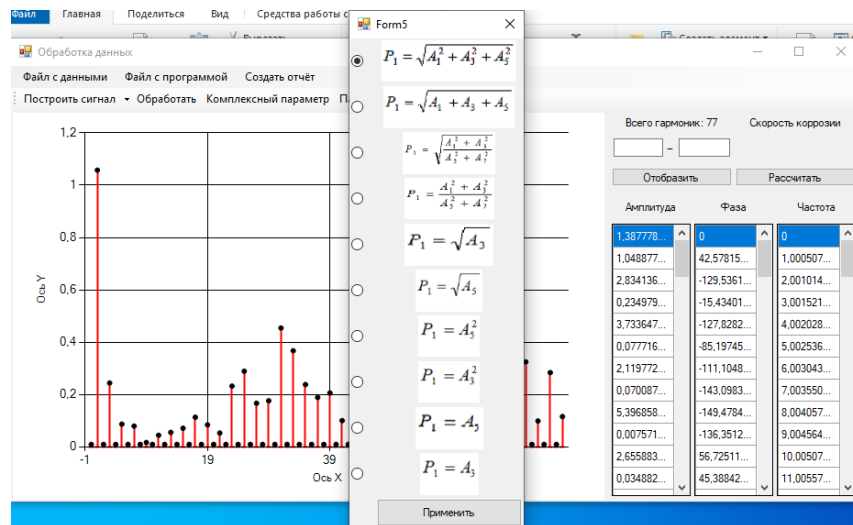 Файл Главная Поделиться Вид Средства работы с
Обработка данных
Файл с данными Файл с программой Создать отчёт
Построить сигнал Обработать Комплексный параметр
1,2
1
0,8
0,6
0,4
0,2
0
-1 19 39
Ось Y
Ось X
Form5
P₁ = √(A₁² + A₃² + A₅²)
P₁ = √(A₁ + A₃ + A₅)
P₁ = √((A₁² + A₃²)/(A₅² + A₇²))
P₁ = (A₁² + A₃²)/(A₅² + A₇²)
P₁ = √A₃
P₁ = √A₅
P₁ = A₅²
P₁ = A₃²
P₁ = A₅
P₁ = A₃
Применить
Всего гармоник: 77 Скорость коррозии
–
Отобразить Рассчитать
Амплитуда Фаза Частота
1,387778... 0 0
1,048877... 42,57815... 1,000507...
2,834136... -129,5361... 2,001014...
0,234979... -15,43401... 3,001521...
3,733647... -127,8282... 4,002028...
0,077716... -85,19745... 5,002536...
2,119772... -111,1048... 6,003043...
0,070087... -143,0983... 7,003550...
5,396858... -149,4784... 8,004057...
0,007571... -136,3512... 9,004564...
2,655883... 56,72511... 10,00507...
0,034882... 45,38842... 11,00557...